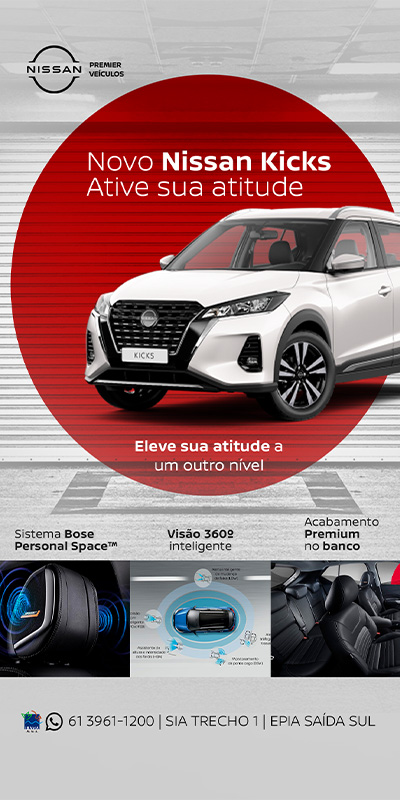 NISSAN
PREMIER
VEÍCULOS
Novo Nissan Kicks
Ative sua atitude
KICKS
Eleve sua atitude a
um outro nível
Sistema Bose
Personal Space™
Visão 360º
inteligente
Acabamento
Premium
no banco
61 3961-1200 | SIA TRECHO 1 | EPIA SAÍDA SUL